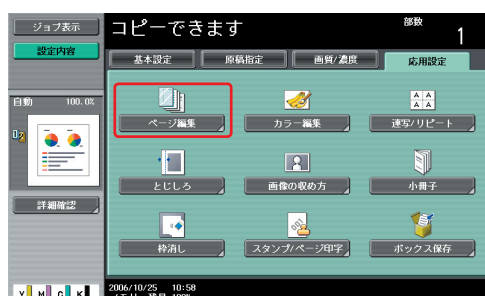 ジョブ表示
コピーできます
部数
1
設定内容
基本設定
原稿指定
画質/濃度
応用設定
自動 100.0%
ページ編集
カラー編集
連写/リピート
とじしろ
画像の収め方
小冊子
詳細確認
枠消し
スタンプ/ページ印字
ボックス保存
2006/10/25 10:58
Y M C K